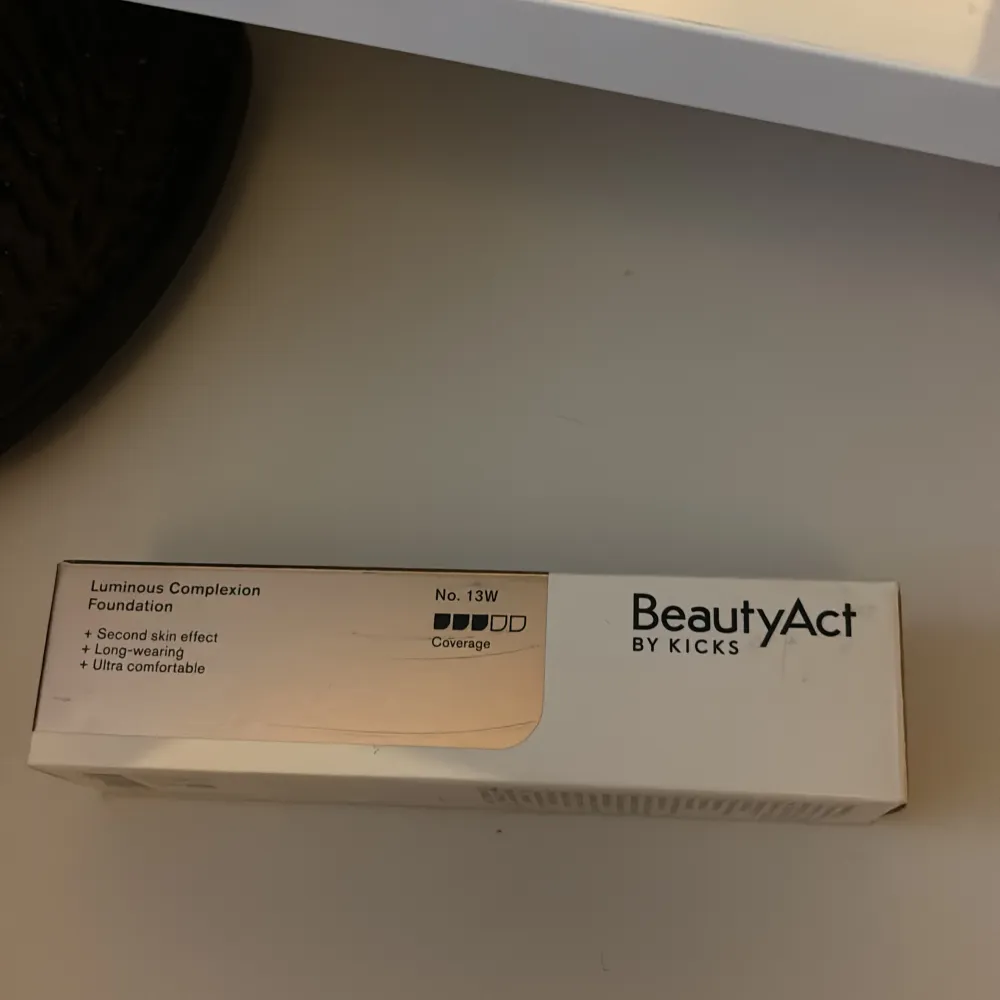 Luminous Complexion
Foundation
+ Second skin effect
+ Long-wearing
+ Ultra comfortable
No. 13W
Coverage
BeautyAct
BY KICKS